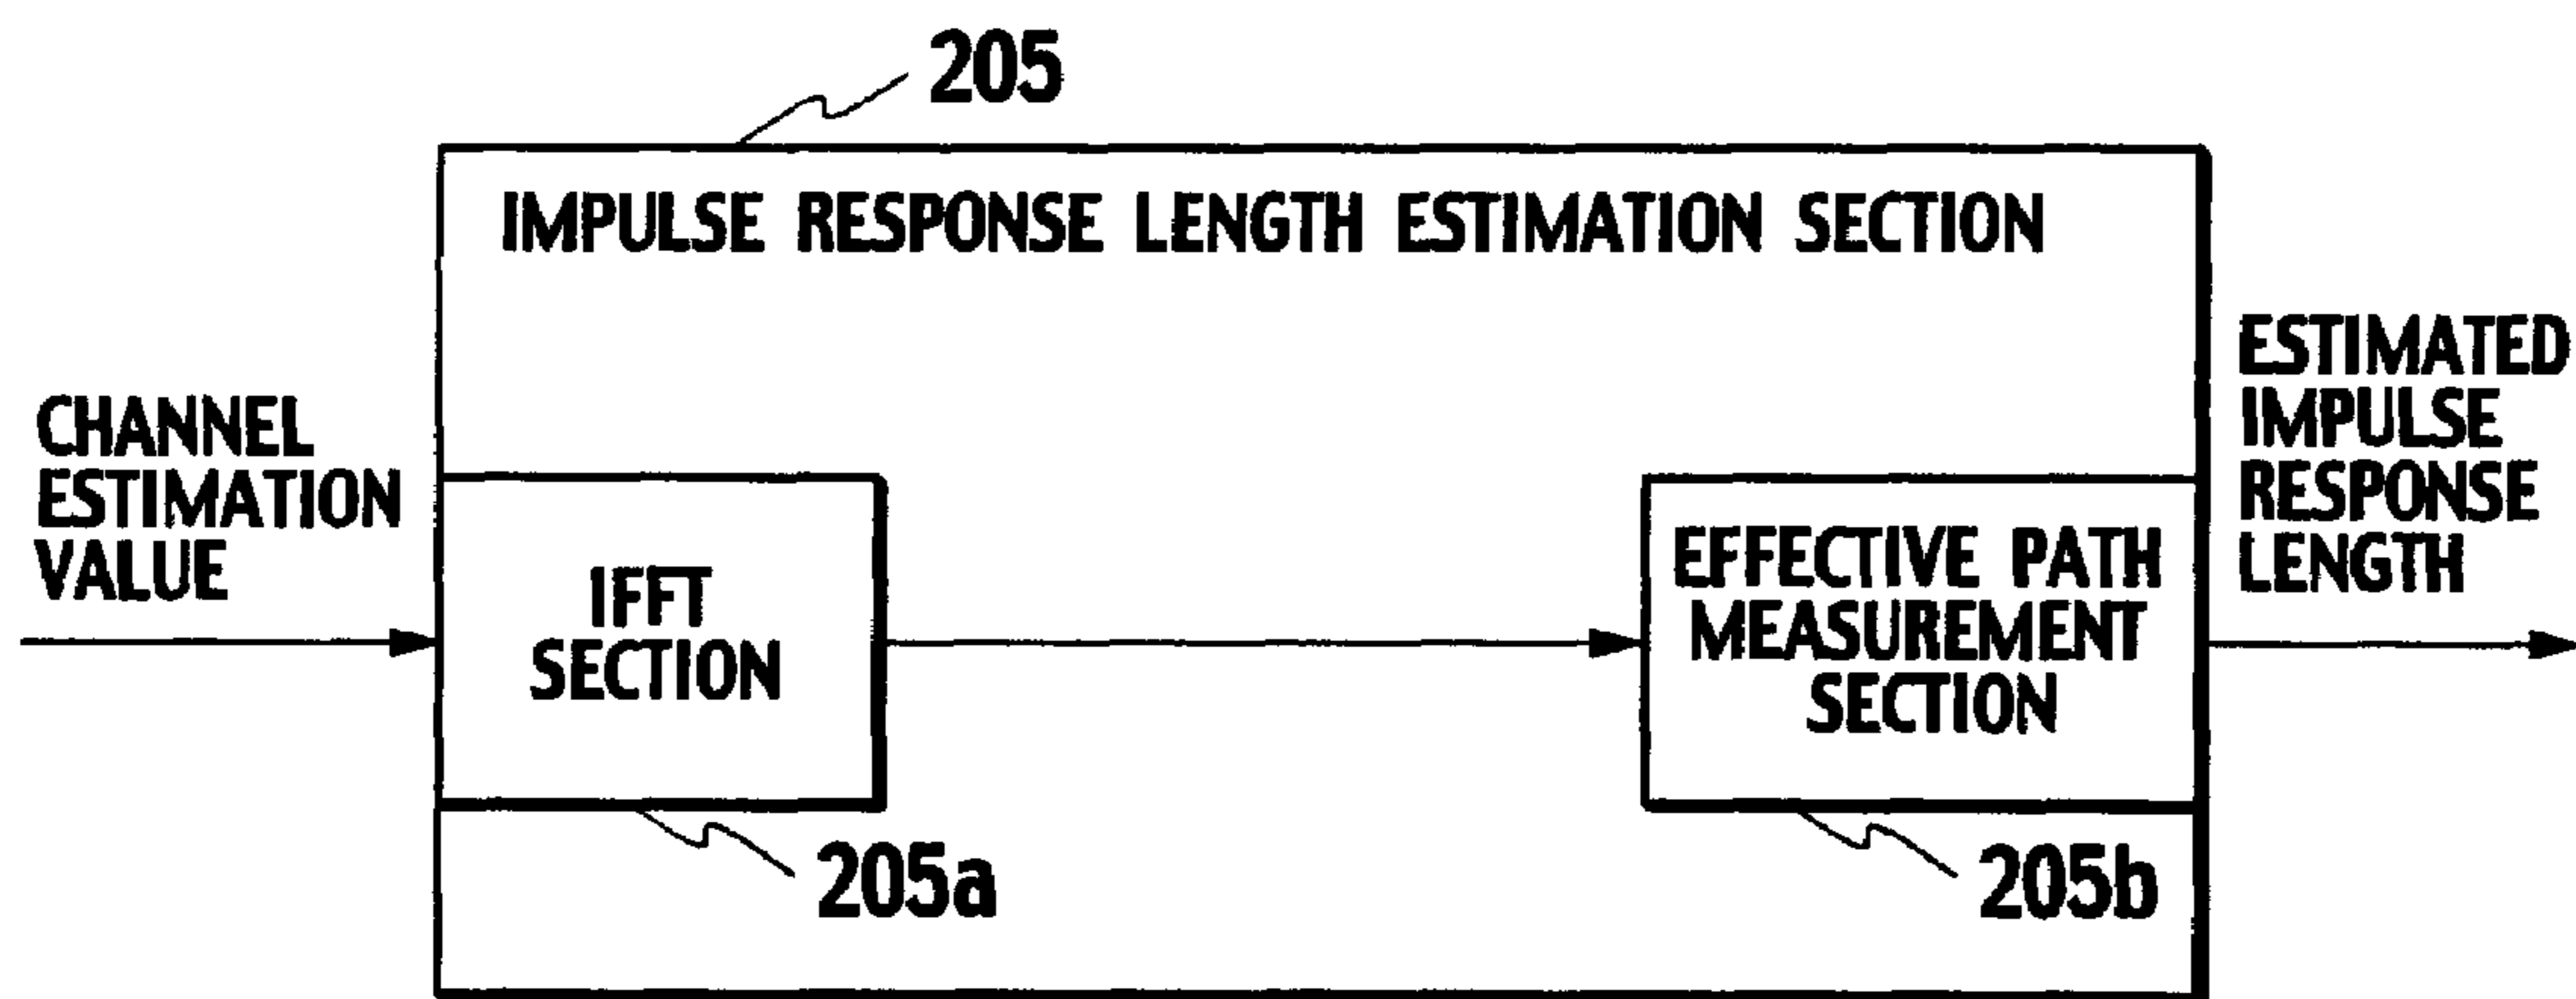 205
IMPULSE RESPONSE LENGTH ESTIMATION SECTION
CHANNEL
ESTIMATION
VALUE
IFFT
SECTION
205a
EFFECTIVE PATH
MEASUREMENT
SECTION
205b
ESTIMATED
IMPULSE
RESPONSE
LENGTH